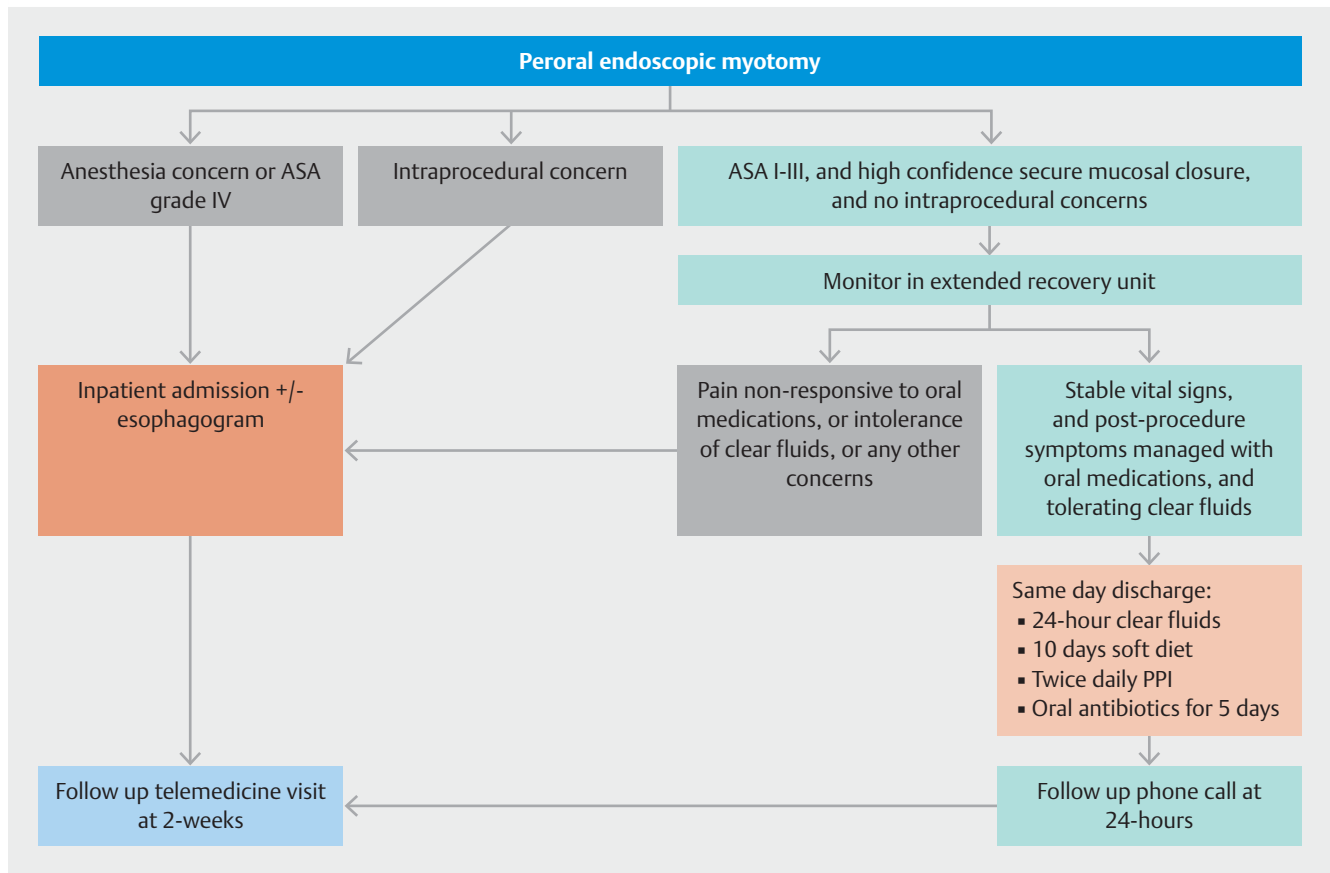 Peroral endoscopic myotomy
Anesthesia concern or ASA
grade IV
Intraprocedural concern
ASA I-III, and high confidence secure mucosal closure,
and no intraprocedural concerns
Monitor in extended recovery unit
Inpatient admission +/-
esophagogram
Pain non-responsive to oral
medications, or intolerance
of clear fluids, or any other
concerns
Stable vital signs,
and post-procedure
symptoms managed with
oral medications, and
tolerating clear fluids
Same day discharge:
▪ 24-hour clear fluids
▪ 10 days soft diet
▪ Twice daily PPI
▪ Oral antibiotics for 5 days
Follow up telemedicine visit
at 2-weeks
Follow up phone call at
24-hours